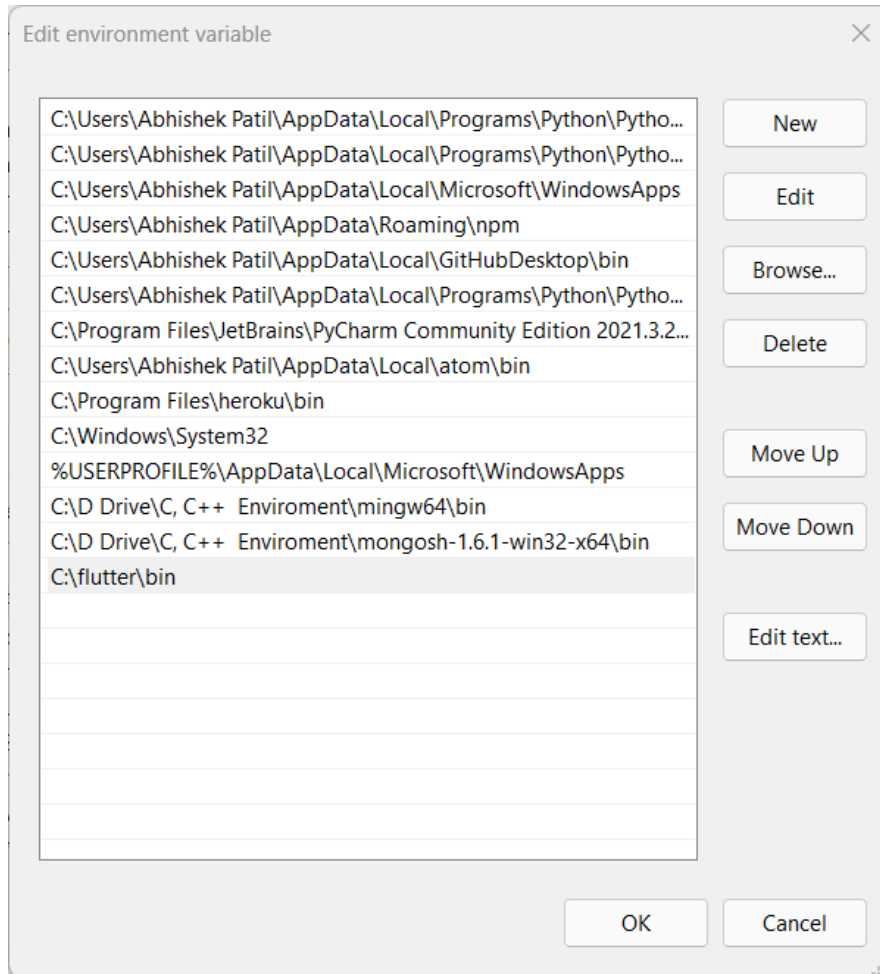 Edit environment variable
C:\Users\Abhishek Patil\AppData\Local\Programs\Python\Pytho...
New
C:\Users\Abhishek Patil\AppData\Local\Programs\Python\Pytho...
C:\Users\Abhishek Patil\AppData\Local\Microsoft\WindowsApps
Edit
C:\Users\Abhishek Patil\AppData\Roaming\npm
C:\Users\Abhishek Patil\AppData\Local\GitHubDesktop\bin
Browse...
C:\Users\Abhishek Patil\AppData\Local\Programs\Python\Pytho...
C:\Program Files\JetBrains\PyCharm Community Edition 2021.3.2...
Delete
C:\Users\Abhishek Patil\AppData\Local\atom\bin
C:\Program Files\heroku\bin
C:\Windows\System32
Move Up
%USERPROFILE%\AppData\Local\Microsoft\WindowsApps
C:\D Drive\C, C++  Enviroment\mingw64\bin
Move Down
C:\D Drive\C, C++  Enviroment\mongosh-1.6.1-win32-x64\bin
C:\flutter\bin
Edit text...
OK
Cancel